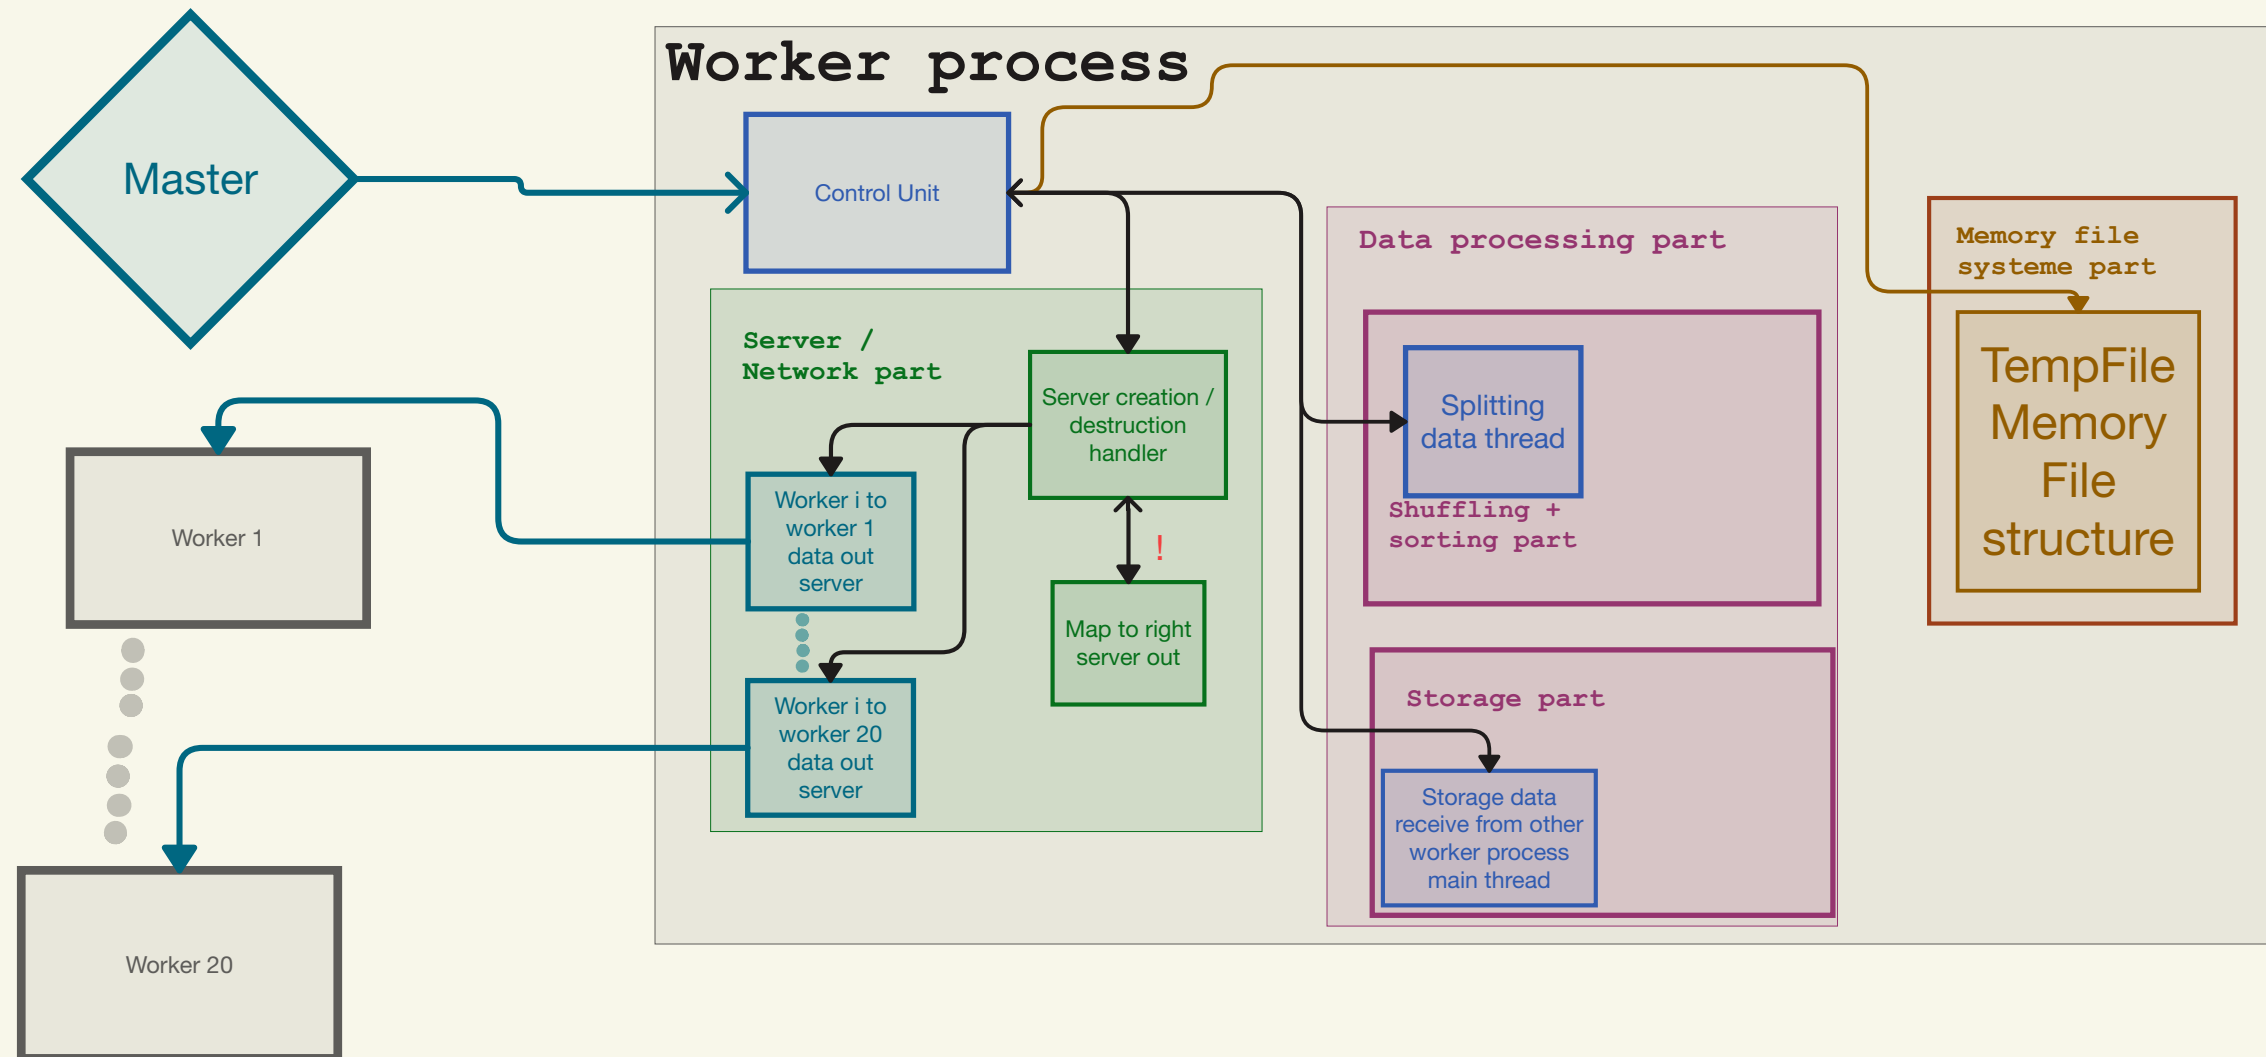 Worker process
Master
Control Unit
Data processing part
Memory file
systeme part
Server /
Network part
Server creation /
destruction
handler
Splitting
data thread
TempFile
Memory
File
structure
Worker 1
Worker i to
worker 1
data out
server
!
Shuffling +
sorting part
Map to right
server out
Worker i to
worker 20
data out
server
Storage part
Storage data
receive from other
worker process
main thread
Worker 20